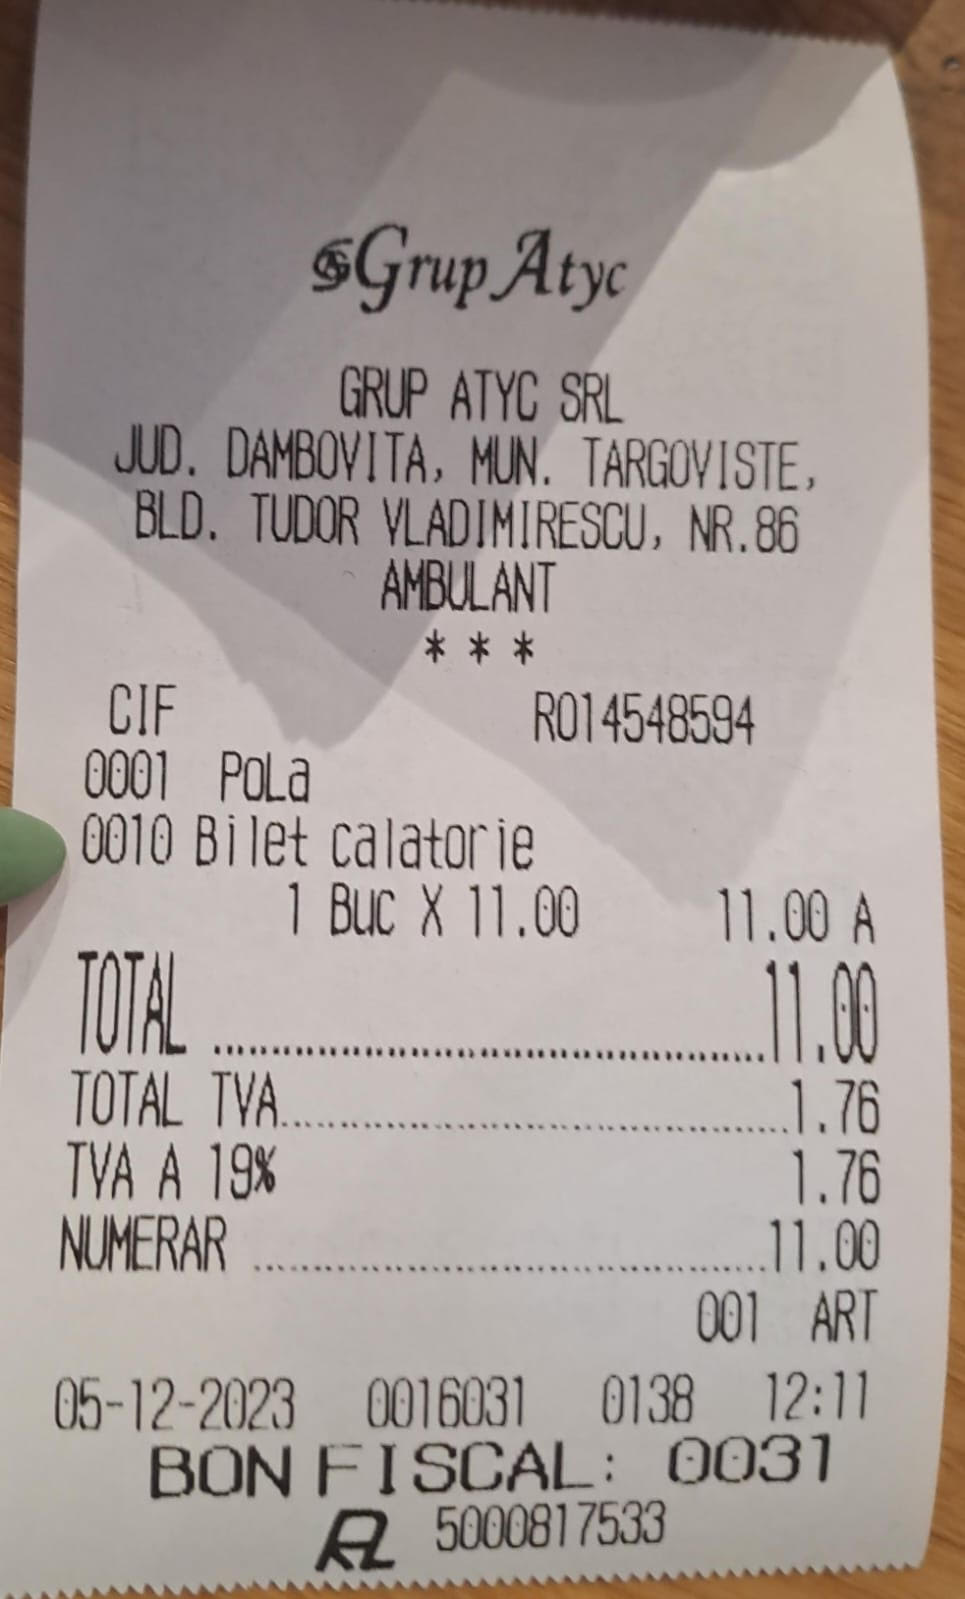 Grup Atyc
GRUP ATYC SRL
JUD. DAMBOVITA, MUN. TARGOVISTE,
BLD. TUDOR VLADIMIRESCU, NR.86
AMBULANT
* * *
CIF RO14548594
0001 PoLa
0010 Bilet calatorie
1 Buc X 11.00 11.00 A
TOTAL ........................................11.00
TOTAL TVA........................................1.76
TVA A 19% 1.76
NUMERAR ........................................11.00
001 ART
05-12-2023 0016031 0138 12:11
BON FISCAL: 0031
5000817533